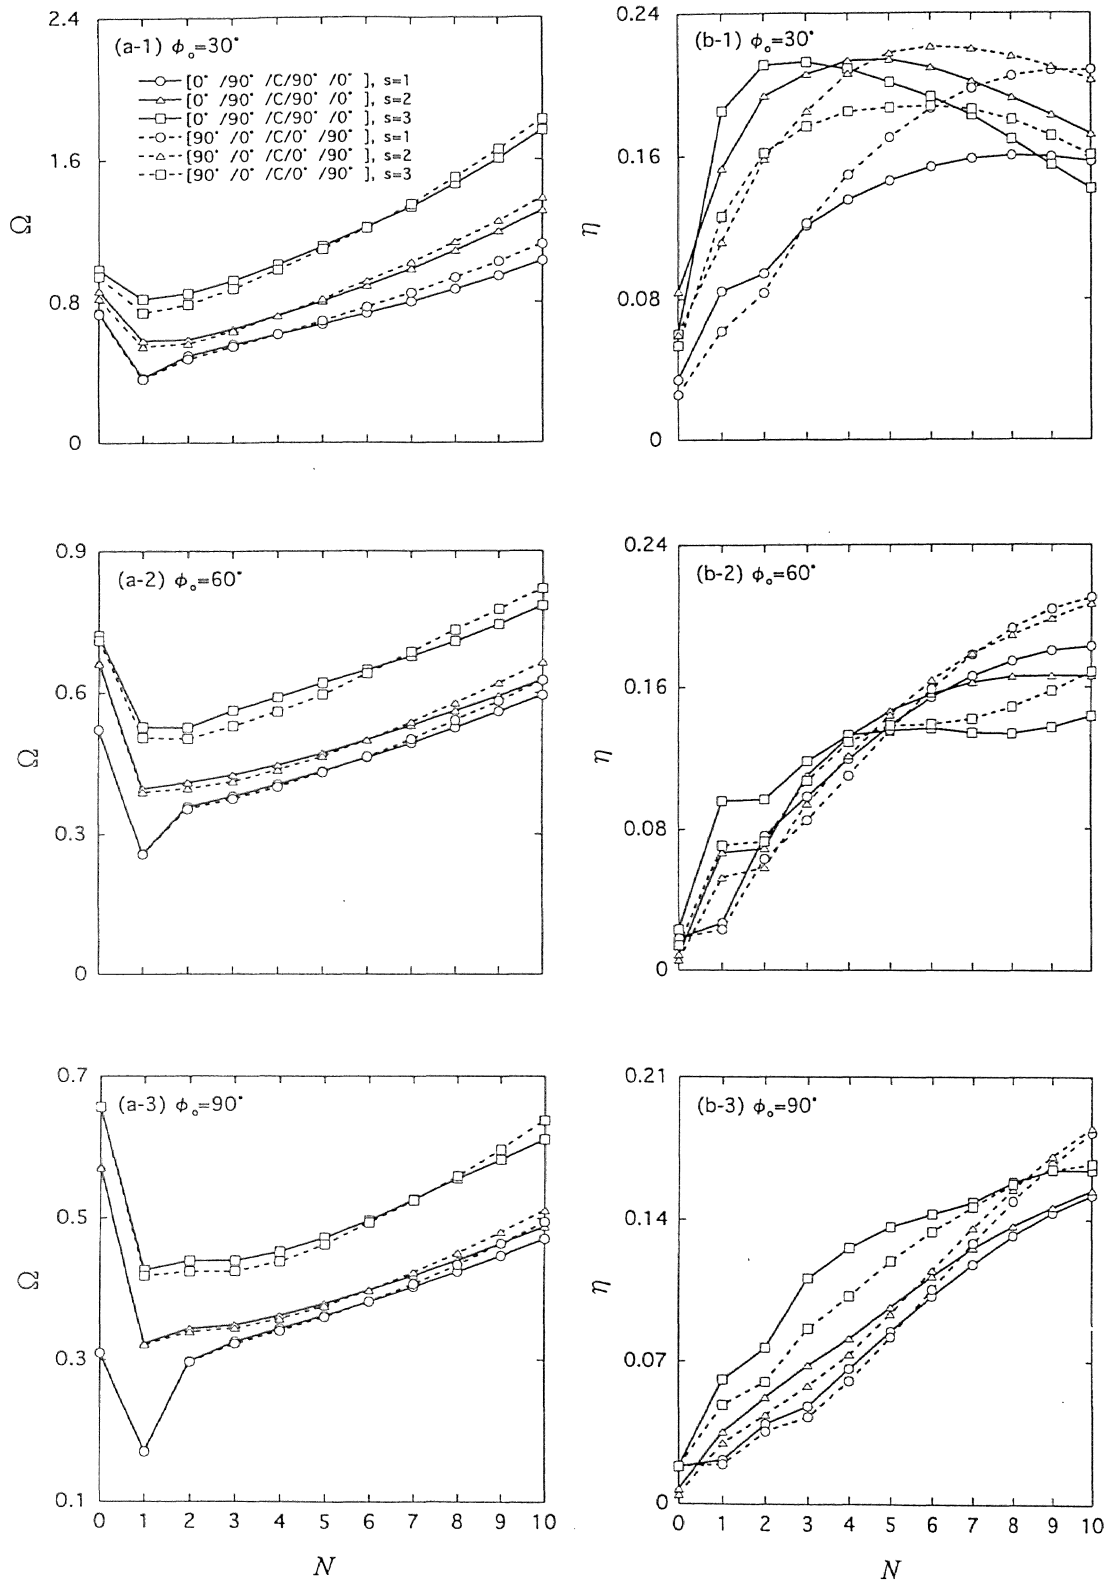 2.4
1.6
0.8
0
Ω
(a-1) ϕₒ=30°
[0° /90° /C/90° /0° ], s=1
[0° /90° /C/90° /0° ], s=2
[0° /90° /C/90° /0° ], s=3
[90° /0° /C/0° /90° ], s=1
[90° /0° /C/0° /90° ], s=2
[90° /0° /C/0° /90° ], s=3
0.24
0.16
0.08
0
η
(b-1) ϕₒ=30°
0.9
0.6
0.3
0
Ω
(a-2) ϕₒ=60°
0.24
0.16
0.08
0
η
(b-2) ϕₒ=60°
0.7
0.5
0.3
0.1
Ω
(a-3) ϕₒ=90°
0 1 2 3 4 5 6 7 8 9 10
N
0.21
0.14
0.07
0
η
(b-3) ϕₒ=90°
0 1 2 3 4 5 6 7 8 9 10
N